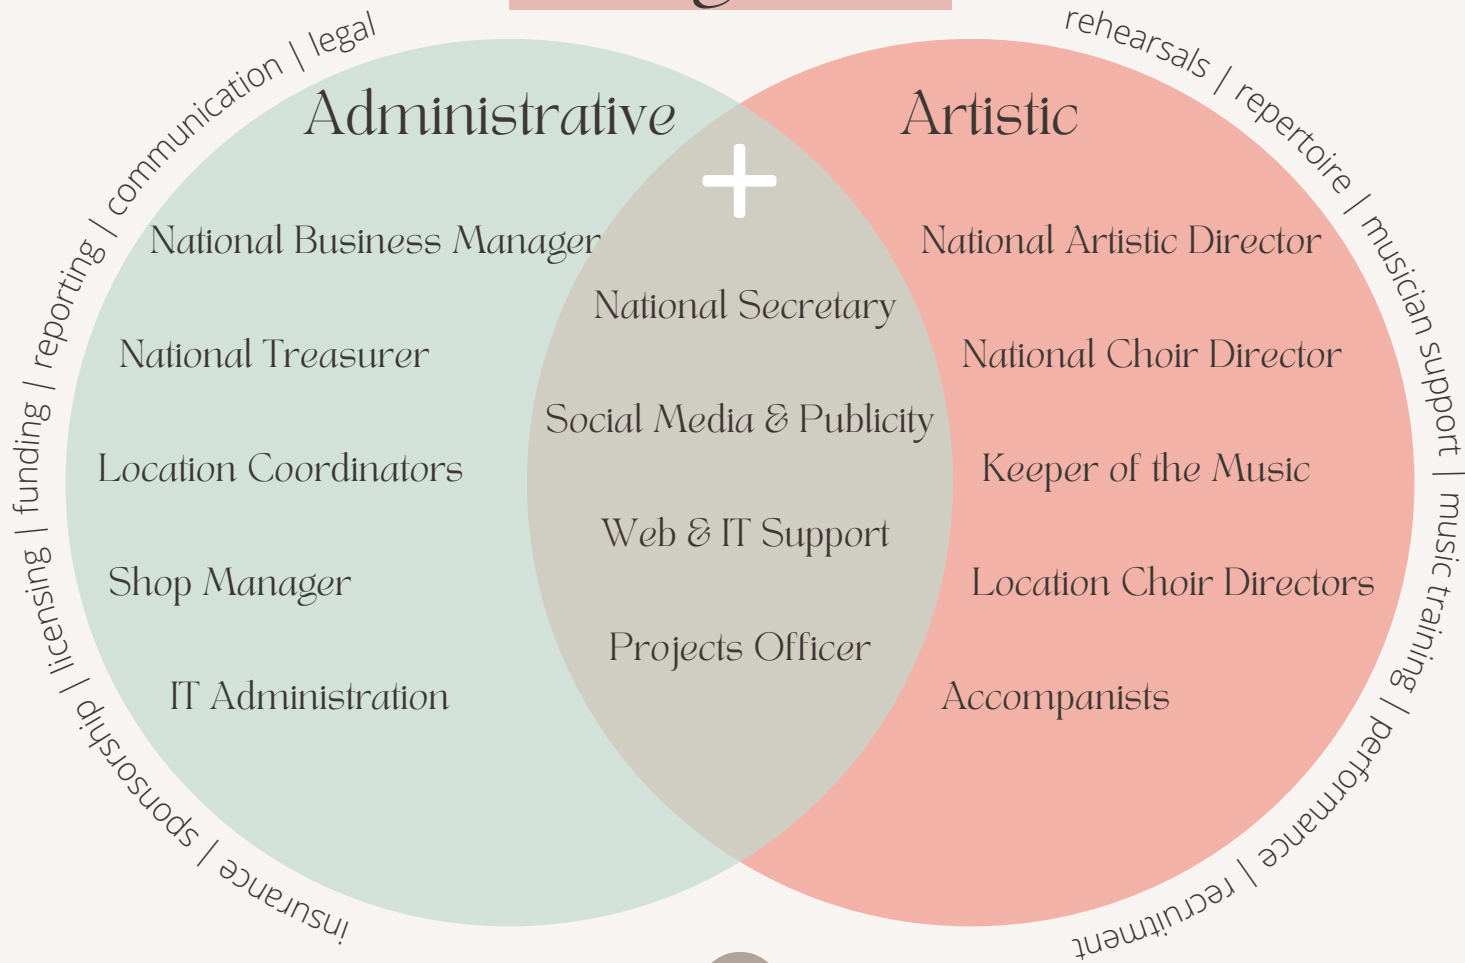 insurance | sponsorship | licensing | funding | reporting | communication | legal
Administrative
National Business Manager
National Treasurer
Location Coordinators
Shop Manager
IT Administration
+
National Secretary
Social Media & Publicity
Web & IT Support
Projects Officer
Artistic
National Artistic Director
National Choir Director
Keeper of the Music
Location Choir Directors
Accompanists
rehearsals | repertoire | musician support | music training | performance | recruitment